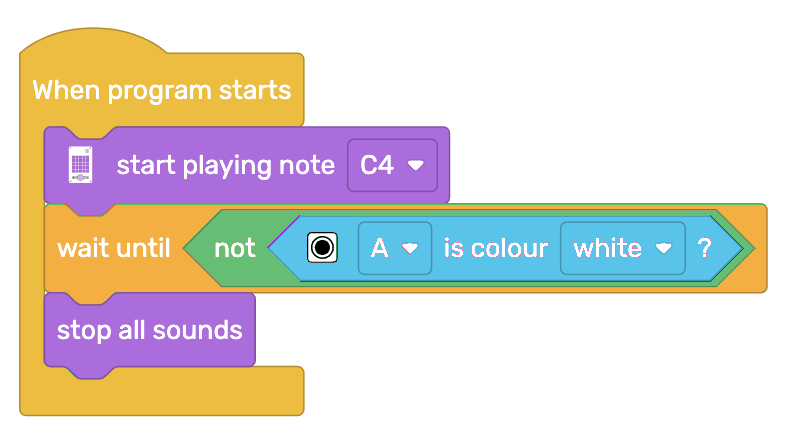 When program starts
start playing note C4
wait until not A is colour white ?
stop all sounds